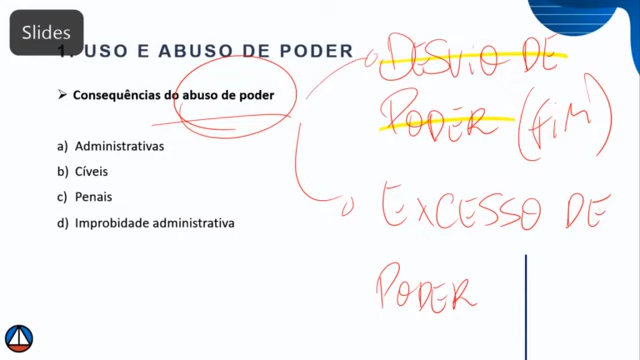 Slides
1. USO E ABUSO DE PODER
➤ Consequências do abuso de poder
a) Administrativas
b) Cíveis
c) Penais
d) Improbidade administrativa
DESVIO DE
PODER (FIM)
EXCESSO DE
PODER